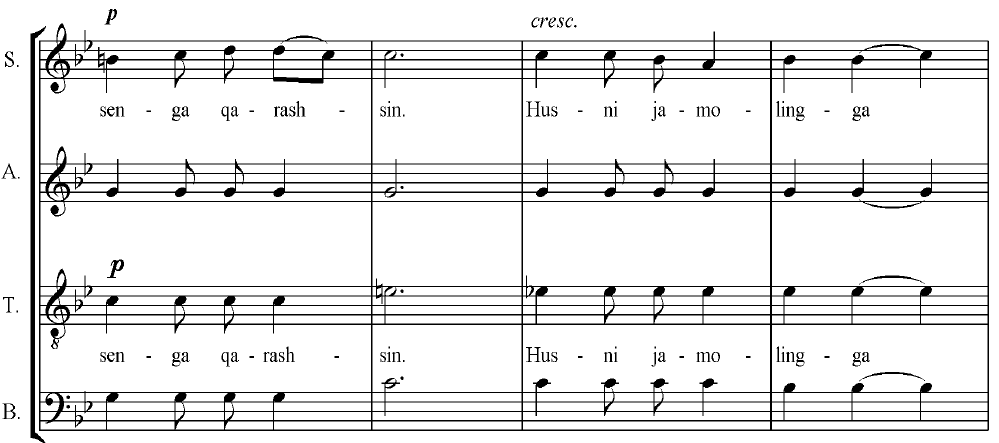 p
cresc.
S.
sen - ga qa - rash - sin. Hus - ni ja - mo - ling - ga
A.
p
T.
8
sen - ga qa - rash - sin. Hus - ni ja - mo - ling - ga
B.